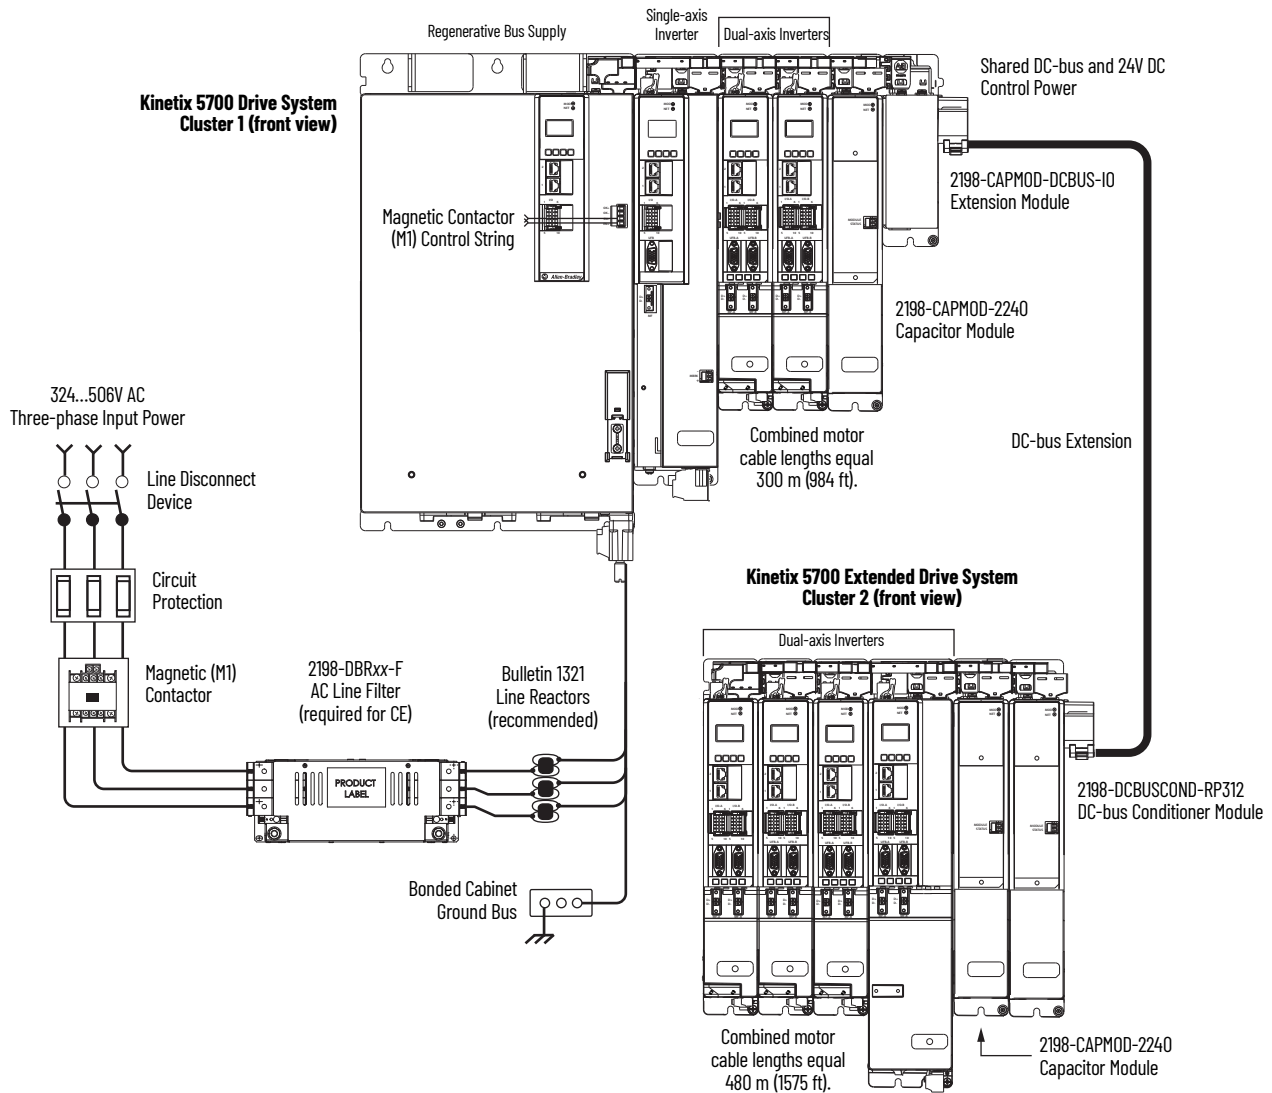 Regenerative Bus Supply
Single-axis
Inverter
Dual-axis Inverters
Shared DC-bus and 24V DC
Control Power
Kinetix 5700 Drive System
Cluster 1 (front view)
2198-CAPMOD-DCBUS-IO
Extension Module
Magnetic Contactor
(M1) Control String
Allen-Bradley
2198-CAPMOD-2240
Capacitor Module
324...506V AC
Three-phase Input Power
Combined motor
cable lengths equal
300 m (984 ft).
DC-bus Extension
Line Disconnect
Device
Circuit
Protection
Kinetix 5700 Extended Drive System
Cluster 2 (front view)
Dual-axis Inverters
Magnetic (M1)
Contactor
2198-DBRxx-F
AC Line Filter
(required for CE)
Bulletin 1321
Line Reactors
(recommended)
PRODUCT
LABEL
2198-DCBUSCOND-RP312
DC-bus Conditioner Module
Bonded Cabinet
Ground Bus
Combined motor
cable lengths equal
480 m (1575 ft).
2198-CAPMOD-2240
Capacitor Module